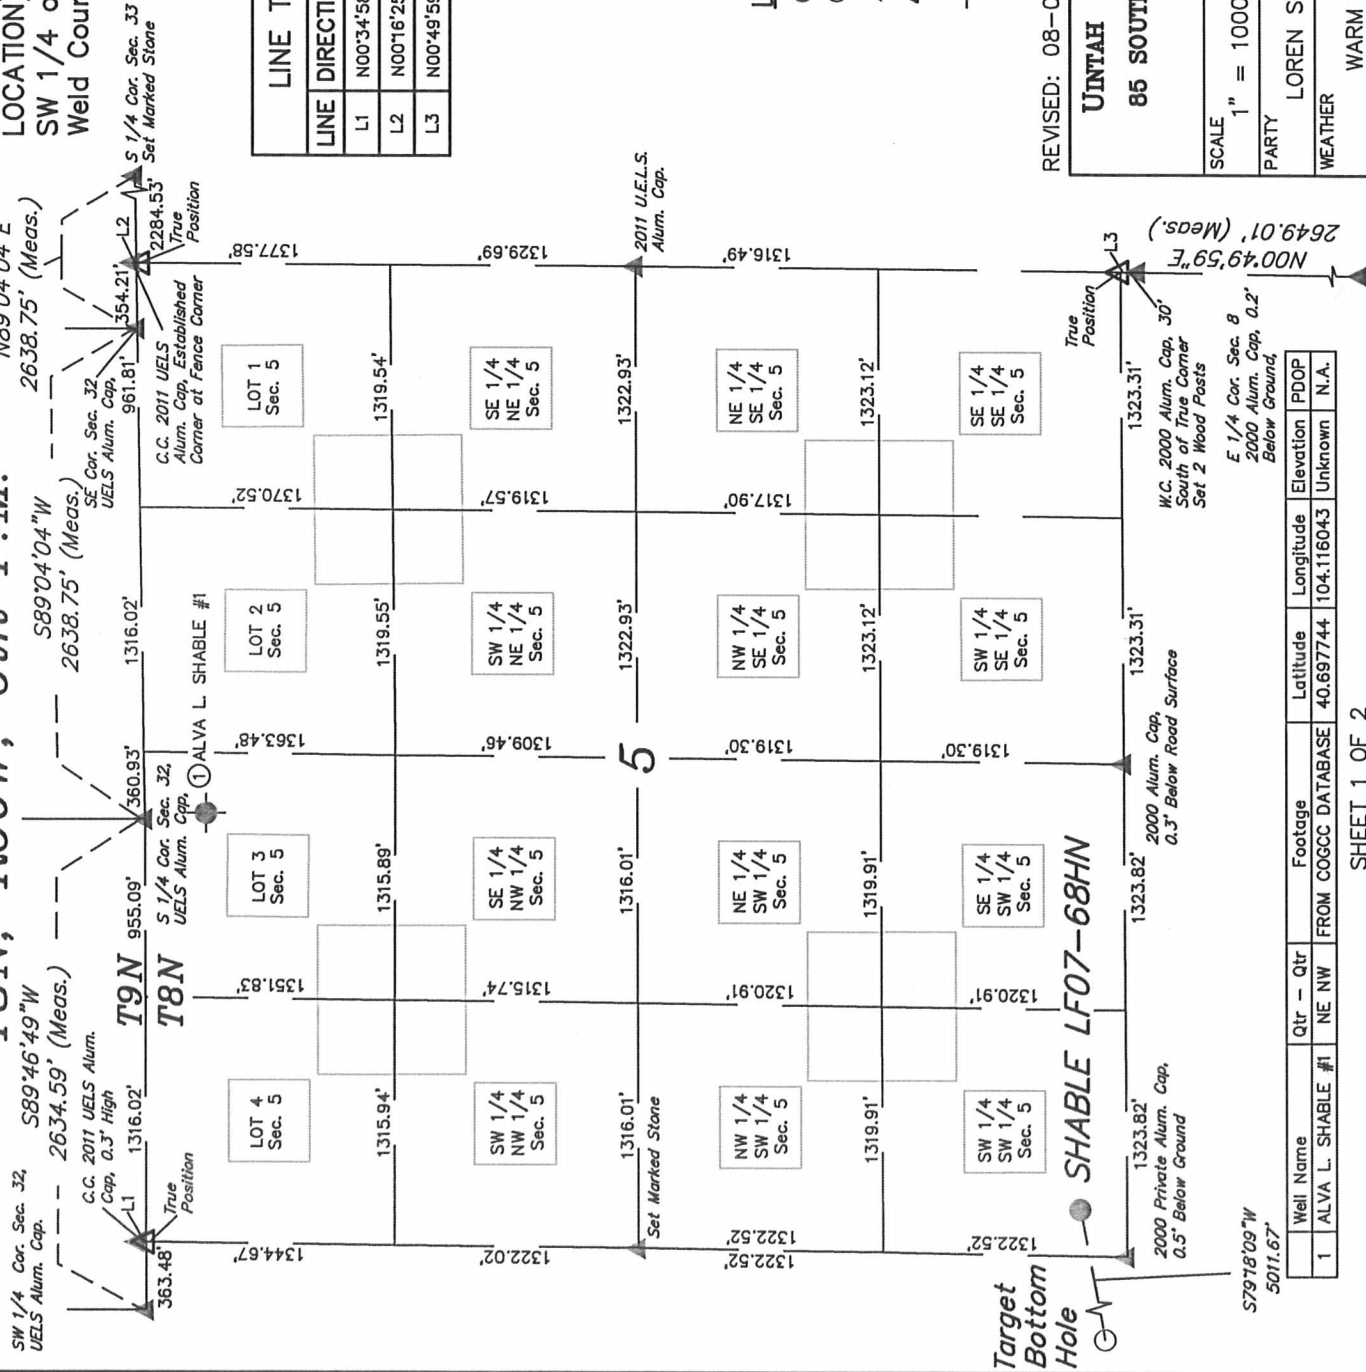 LOCATION
SW 1/4 o
Weld Cour
S89°46'49"W
2634.59' (Meas.)
S89°04'04"W
2638.75' (Meas.)
N89°04'04"E
2638.75' (Meas.)
SW 1/4 Cor. Sec. 32,
UELS Alum. Cap.
C.C. 2011 UELS Alum.
Cap, 0.3' High
L1
True
Position
363.48'
1316.02'
T9N
T8N
955.09'
S 1/4 Cor. Sec. 32,
UELS Alum. Cap,
360.93'
1 ALVA L. SHABLE #1
1316.02'
SE Cor. Sec. 32
UELS Alum. Cap,
961.81'
354.21'
C.C. 2011 UELS
Alum. Cap, Established
Corner at Fence Corner
L2
2284.53'
True
Position
S 1/4 Cor. Sec. 33
Set Marked Stone
LINE T
LINE DIRECTI
L1 N00°34'58
L2 N00°16'25
L3 N00°49'59
1344.67'
LOT 4
Sec. 5
1351.83'
LOT 3
Sec. 5
1363.48'
LOT 2
Sec. 5
1370.52'
LOT 1
Sec. 5
1377.58'
1315.94'
1315.89'
1319.55'
1319.54'
1322.02'
SW 1/4
NW 1/4
Sec. 5
1315.74'
SE 1/4
NW 1/4
Sec. 5
1309.46'
SW 1/4
NE 1/4
Sec. 5
1319.57'
SE 1/4
NE 1/4
Sec. 5
1329.69'
Set Marked Stone
1316.01'
1316.01'
5
1322.93'
1322.93'
2011 U.E.L.S.
Alum. Cap.
1322.52'
1322.52'
NW 1/4
SW 1/4
Sec. 5
1320.91'
NE 1/4
SW 1/4
Sec. 5
1319.30'
NW 1/4
SE 1/4
Sec. 5
1317.90'
NE 1/4
SE 1/4
Sec. 5
1316.49'
1319.91'
1319.91'
1323.12'
1323.12'
1322.52'
SW 1/4
SW 1/4
Sec. 5
1320.91'
SE 1/4
SW 1/4
Sec. 5
1319.30'
SW 1/4
SE 1/4
Sec. 5
SE 1/4
SE 1/4
Sec. 5
True
Position
L3
Target
Bottom
Hole
SHABLE LF07-68HN
1323.82'
1323.82'
1323.31'
1323.31'
2000 Private Alum. Cap,
0.5' Below Ground
2000 Alum. Cap,
0.3' Below Road Surface
W.C. 2000 Alum. Cap, 30'
South of True Corner
Set 2 Wood Posts
N00°49'59"E
2649.01' (Meas.)
E 1/4 Cor. Sec. 8
2000 Alum. Cap, 0.2'
Below Ground,
S79°18'09"W
5011.67'
Well Name Qtr - Qtr Footage Latitude Longitude Elevation PDOP
1 ALVA L. SHABLE #1 NE NW FROM COGCC DATABASE 40.697744 104.116043 Unknown N.A.
SHEET 1 OF 2
REVISED: 08-0
UINTAH
85 SOUTH
SCALE
1" = 1000
PARTY
LOREN S
WEATHER
WARM